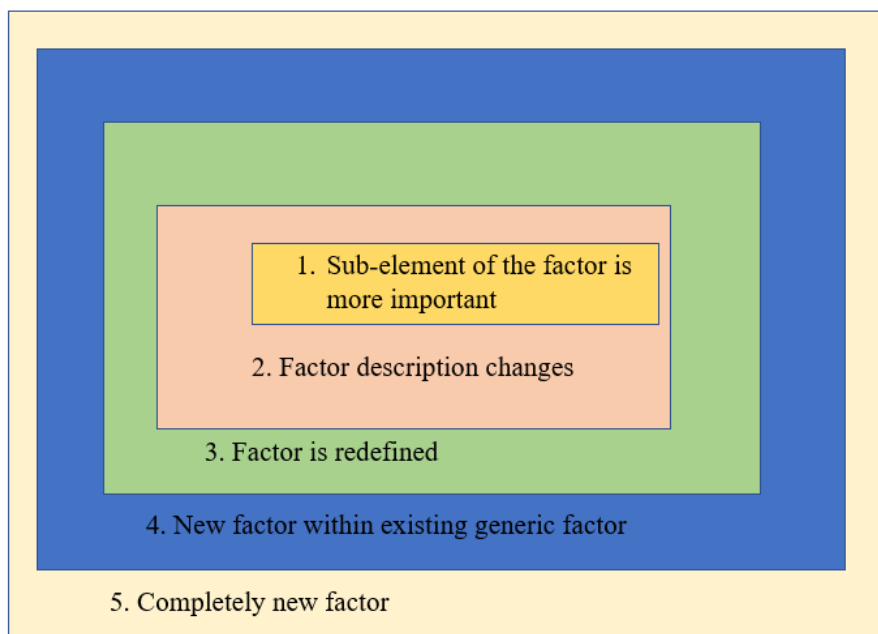 1. Sub-element of the factor is
more important
2. Factor description changes
3. Factor is redefined
4. New factor within existing generic factor
5. Completely new factor